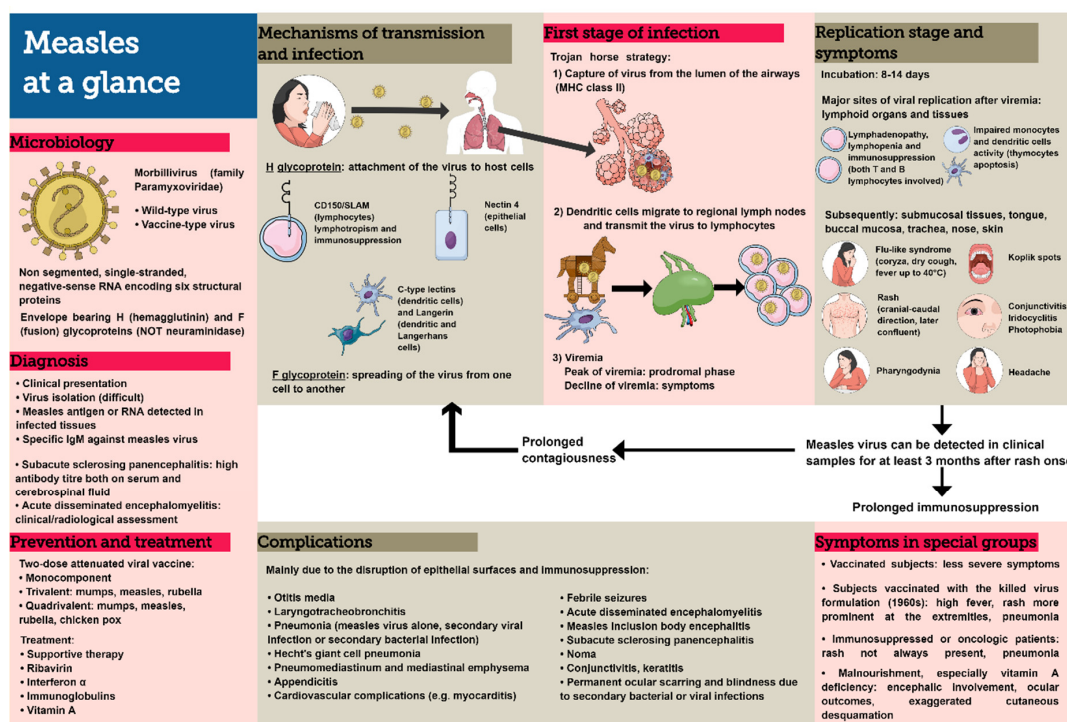 Measles
at a glance
Microbiology
Morbillivirus (family
Paramyxoviridae)
• Wild-type virus
• Vaccine-type virus
Non segmented, single-stranded,
negative-sense RNA encoding six structural
proteins
Envelope bearing H (hemagglutinin) and F
(fusion) glycoproteins (NOT neuraminidase)
Diagnosis
• Clinical presentation
• Virus isolation (difficult)
• Measles antigen or RNA detected in
infected tissues
• Specific IgM against measles virus
• Subacute sclerosing panencephalitis: high
antibody titre both on serum and
cerebrospinal fluid
• Acute disseminated encephalomyelitis:
clinical/radiological assessment
Prevention and treatment
Two-dose attenuated viral vaccine:
• Monocomponent
• Trivalent: mumps, measles, rubella
• Quadrivalent: mumps, measles,
rubella, chicken pox
Treatment:
• Supportive therapy
• Ribavirin
• Interferon α
• Immunoglobulins
• Vitamin A
Mechanisms of transmission
and infection
H glycoprotein: attachment of the virus to host cells
CD150/SLAM
(lymphocytes)
lymphotropism and
immunosuppression
Nectin 4
(epithelial
cells)
C-type lectins
(dendritic cells)
and Langerin
(dendritic and
Langerhans
cells)
F glycoprotein: spreading of the virus from one
cell to another
First stage of infection
Trojan horse strategy:
1) Capture of virus from the lumen of the airways
(MHC class II)
2) Dendritic cells migrate to regional lymph nodes
and transmit the virus to lymphocytes
3) Viremia
Peak of viremia: prodromal phase
Decline of viremia: symptoms
Replication stage and
symptoms
Incubation: 8-14 days
Major sites of viral replication after viremia:
lymphoid organs and tissues
Lymphadenopathy,
lymphopenia and
immunosuppression
(both T and B
lymphocytes involved)
Impaired monocytes
and dendritic cells
activity (thymocytes
apoptosis)
Subsequently: submucosal tissues, tongue,
buccal mucosa, trachea, nose, skin
Flu-like syndrome
(coryza, dry cough,
fever up to 40°C)
Koplik spots
Rash
(cranial-caudal
direction, later
confluent)
Conjunctivitis
Iridocyclitis
Photophobia
Pharyngodynia
Headache
Measles virus can be detected in clinical
samples for at least 3 months after rash onse
Prolonged
contagiousness
Prolonged immunosuppression
Complications
Mainly due to the disruption of epithelial surfaces and immunosuppression:
• Otitis media
• Laryngotracheobronchitis
• Pneumonia (measles virus alone, secondary viral
infection or secondary bacterial infection)
• Hecht's giant cell pneumonia
• Pneumomediastinum and mediastinal emphysema
• Appendicitis
• Cardiovascular complications (e.g. myocarditis)
• Febrile seizures
• Acute disseminated encephalomyelitis
• Measles inclusion body encephalitis
• Subacute sclerosing panencephalitis
• Noma
• Conjunctivitis, keratitis
• Permanent ocular scarring and blindness due
to secondary bacterial or viral infections
Symptoms in special groups
• Vaccinated subjects: less severe symptoms
• Subjects vaccinated with the killed virus
formulation (1960s): high fever, rash more
prominent at the extremities, pneumonia
• Immunosuppressed or oncologic patients:
rash not always present, pneumonia
• Malnourishment, especially vitamin A
deficiency: encephalic involvement, ocular
outcomes, exaggerated cutaneous
desquamation